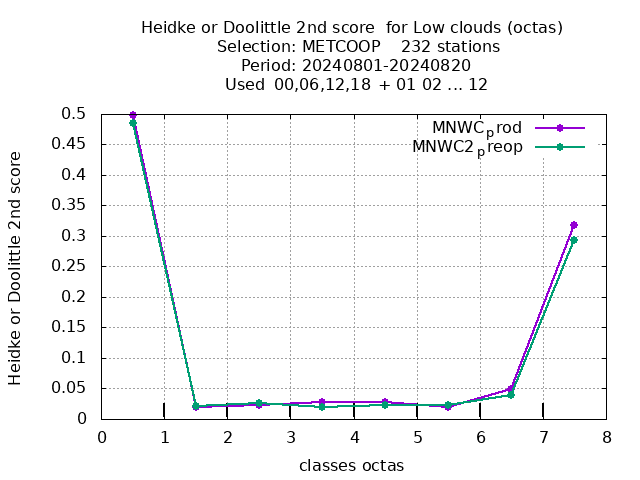 Heidke or Doolittle 2nd score  for Low clouds (octas)
Selection: METCOOP    232 stations
Period: 20240801-20240820
Used  00,06,12,18 + 01 02 ... 12
Heidke or Doolittle 2nd score
0.5
0.45
0.4
0.35
0.3
0.25
0.2
0.15
0.1
0.05
0
MNWCprod
MNWC2preop
0 1 2 3 4 5 6 7 8
classes octas